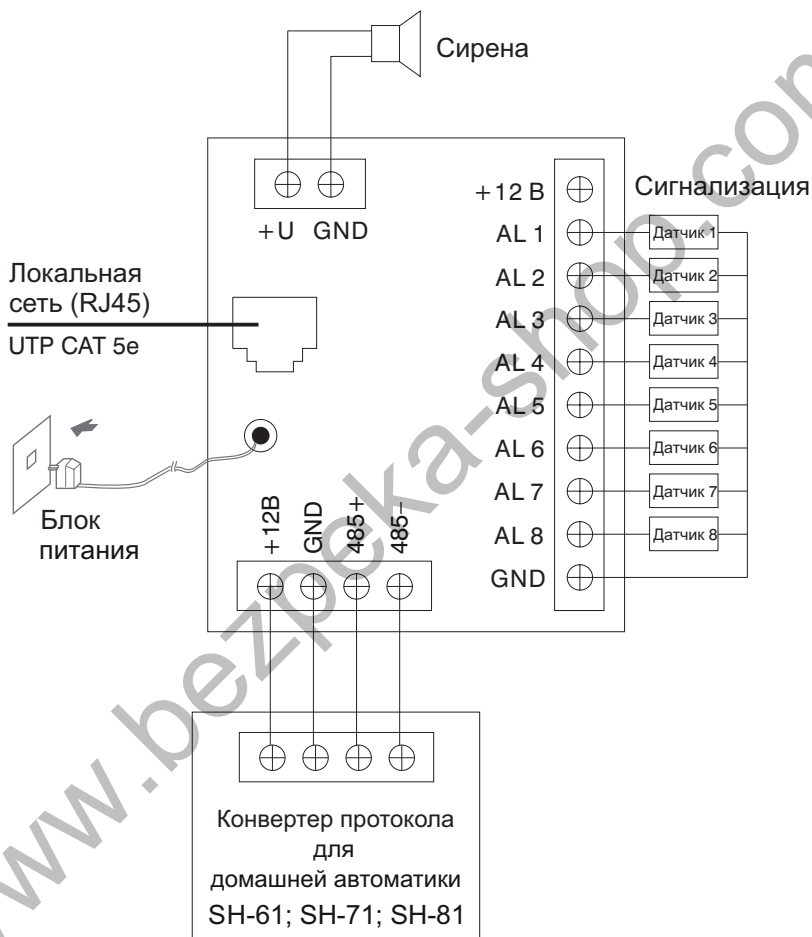 Сирена
+U GND
+12 В
Сигнализация
AL 1
Датчик 1
AL 2
Датчик 2
AL 3
Датчик 3
AL 4
Датчик 4
AL 5
Датчик 5
AL 6
Датчик 6
AL 7
Датчик 7
AL 8
Датчик 8
GND
Локальная
сеть (RJ45)
UTP CAT 5e
Блок
питания
+12В
GND
485+
485–
Конвертер протокола
для
домашней автоматики
SH-61; SH-71; SH-81
www.bezpeka-shop.com